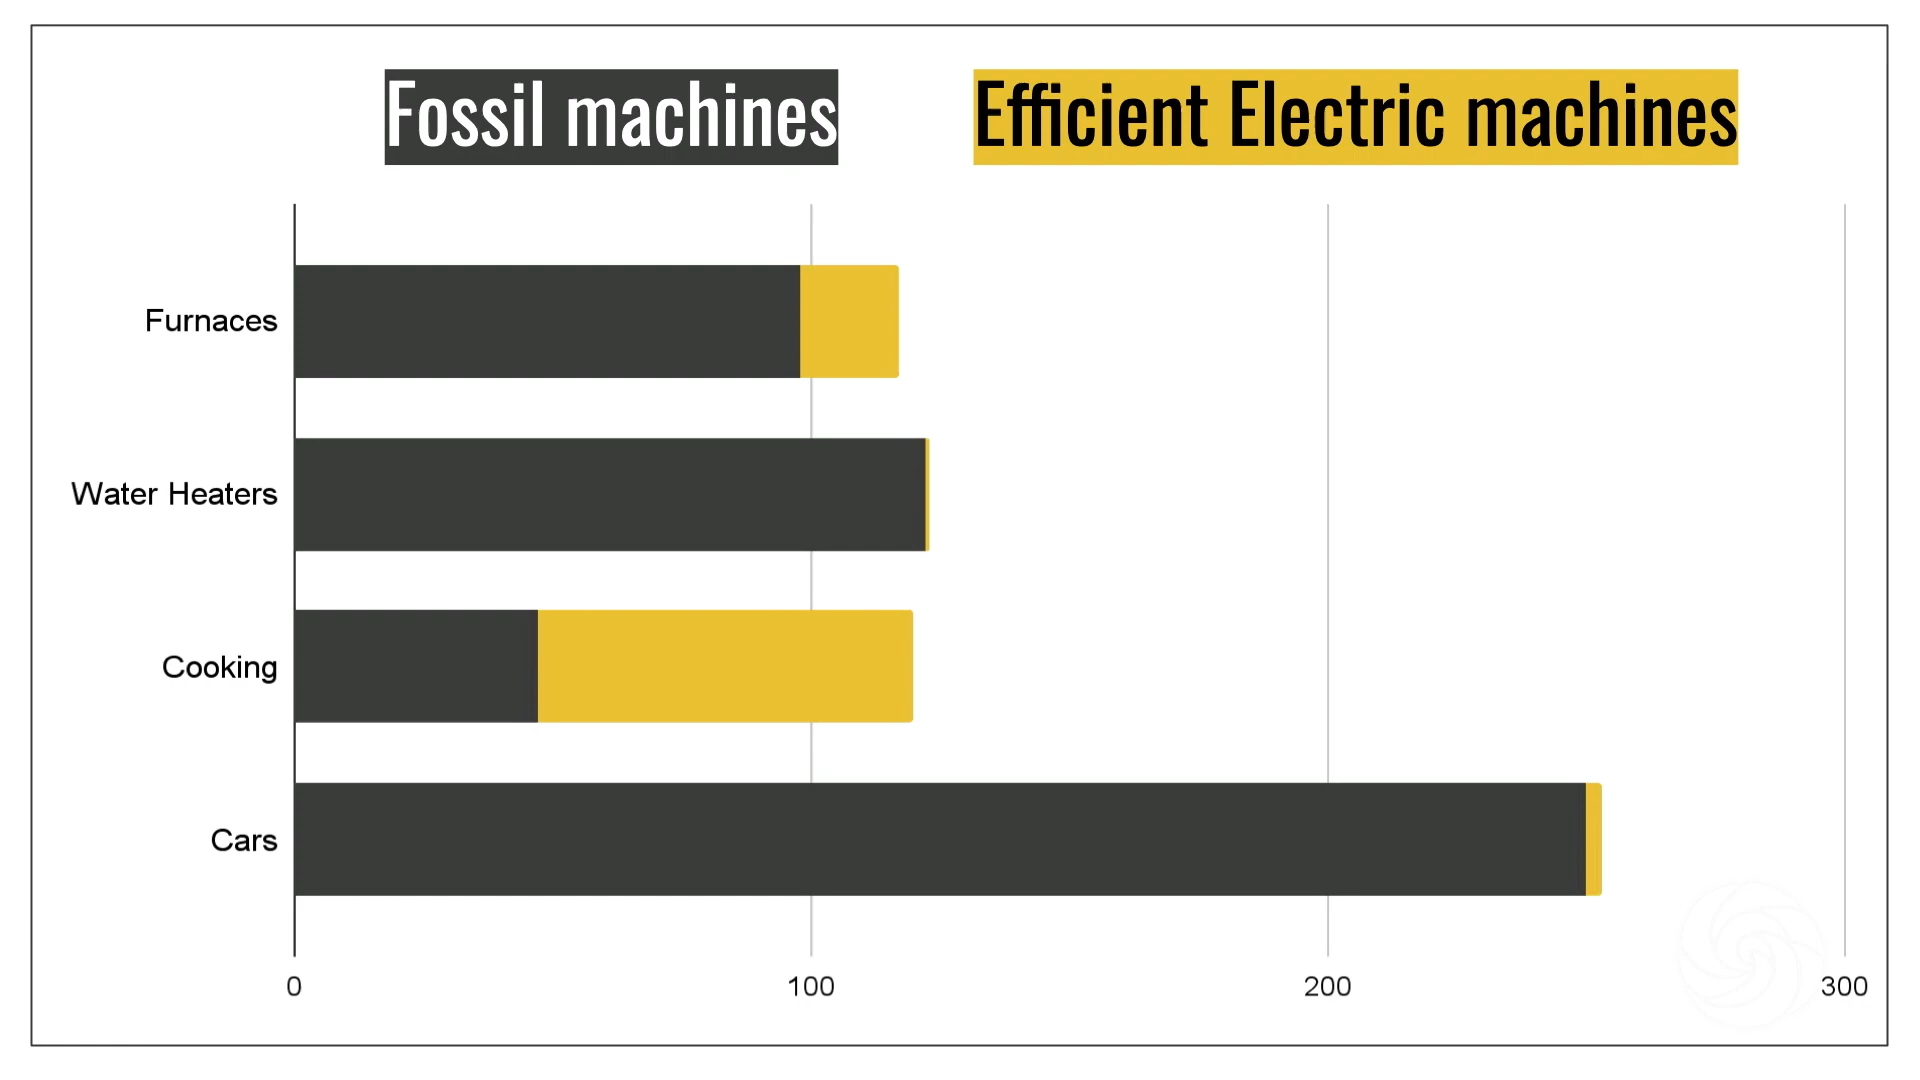 Fossil machines
Efficient Electric machines
Furnaces
Water Heaters
Cooking
Cars
0 100 200 300